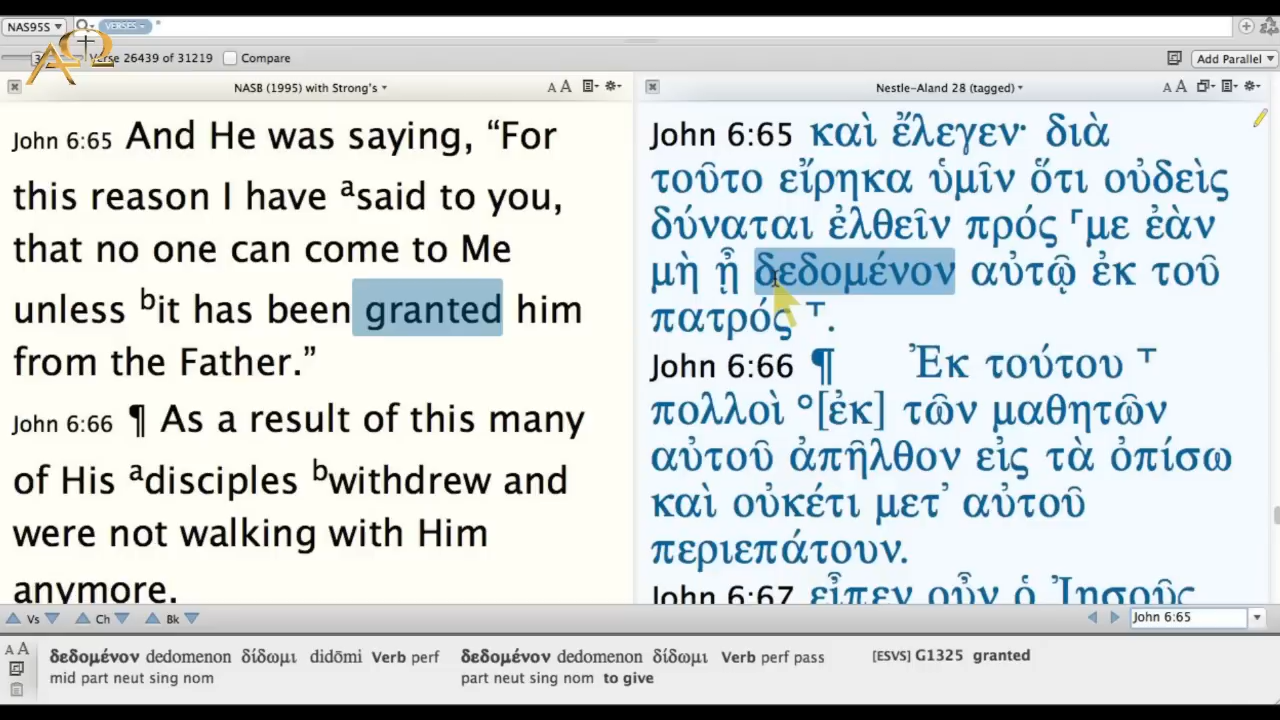 NAS95S VERSES
Verse 26439 of 31219 Compare Add Parallel
NASB (1995) with Strong's A A
John 6:65 And He was saying, “For
this reason I have ᵃsaid to you,
that no one can come to Me
unless ᵇit has been granted him
from the Father.”
John 6:66 ¶ As a result of this many
of His ᵃdisciples ᵇwithdrew and
were not walking with Him
anymore.
Nestle-Aland 28 (tagged) A A
John 6:65 καὶ ἔλεγεν· διὰ
τοῦτο εἴρηκα ὑμῖν ὅτι οὐδεὶς
δύναται ἐλθεῖν πρός ⸀με ἐὰν
μὴ ᾖ δεδομένον αὐτῷ ἐκ τοῦ
πατρός ⸆.
John 6:66 ¶ Ἐκ τούτου ⸆
πολλοὶ °[ἐκ] τῶν μαθητῶν
αὐτοῦ ἀπῆλθον εἰς τὰ ὀπίσω
καὶ οὐκέτι μετ᾽ αὐτοῦ
περιεπάτουν.
John 6:67 εἶπεν οὖν ὁ Ἰησοῦς
Vs Ch Bk John 6:65
A A
δεδομένον dedomenon δίδωμι didōmi Verb perf
mid part neut sing nom
δεδομένον dedomenon δίδωμι Verb perf pass
part neut sing nom to give
[ESVS] G1325 granted